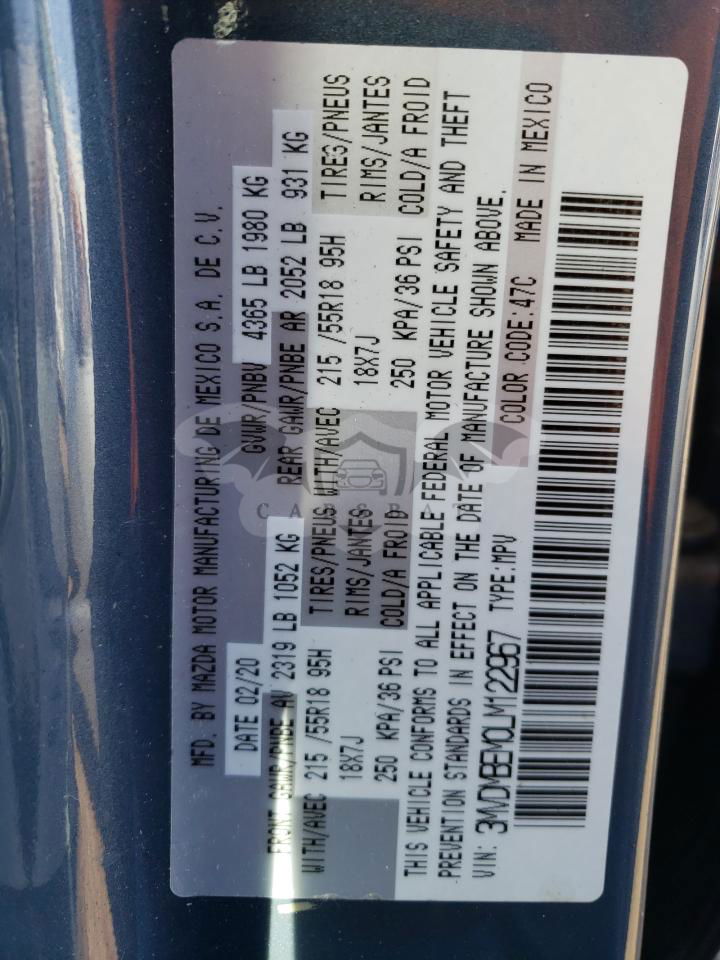 MFD. BY MAZDA MOTOR MANUFACTURING DE MEXICO S.A. DE C.V.
DATE 02/20 GVWR/PNBV 4365 LB 1980 KG
FRONT GAWR/PNBE AV 2319 LB 1052 KG REAR GAWR/PNBE AR 2052 LB 931 KG
WITH/AVEC 215 /55R18 95H TIRES/PNEUS WITH/AVEC 215 /55R18 95H TIRES/PNEUS
18X7J RIMS/JANTES 18X7J RIMS/JANTES
250 KPA/36 PSI COLD/A FROID 250 KPA/36 PSI COLD/A FROID
THIS VEHICLE CONFORMS TO ALL APPLICABLE FEDERAL MOTOR VEHICLE SAFETY AND THEFT
PREVENTION STANDARDS IN EFFECT ON THE DATE OF MANUFACTURE SHOWN ABOVE.
VIN: 3MVDMBEM0LM122967 TYPE:MPV COLOR CODE:47C MADE IN MEXICO